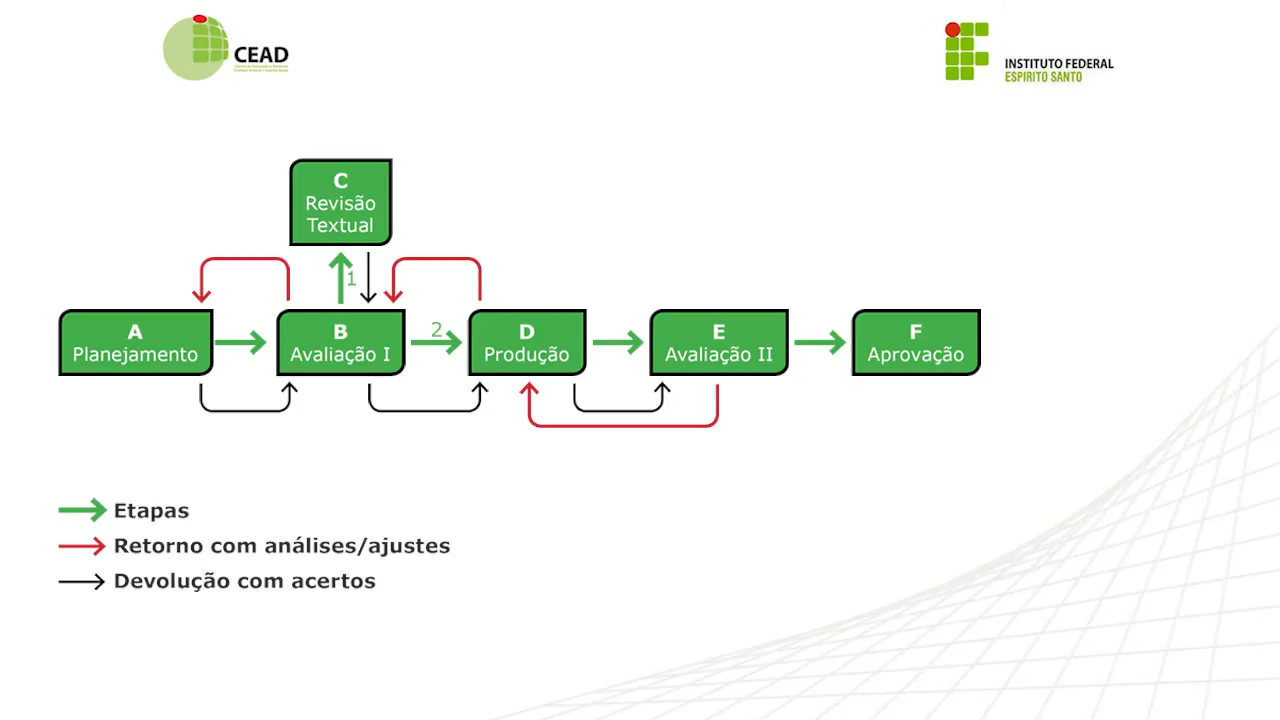 CEAD
INSTITUTO FEDERAL
ESPÍRITO SANTO
C
Revisão
Textual
1
A
Planejamento
B
Avaliação I
2
D
Produção
E
Avaliação II
F
Aprovação
Etapas
Retorno com análises/ajustes
Devolução com acertos